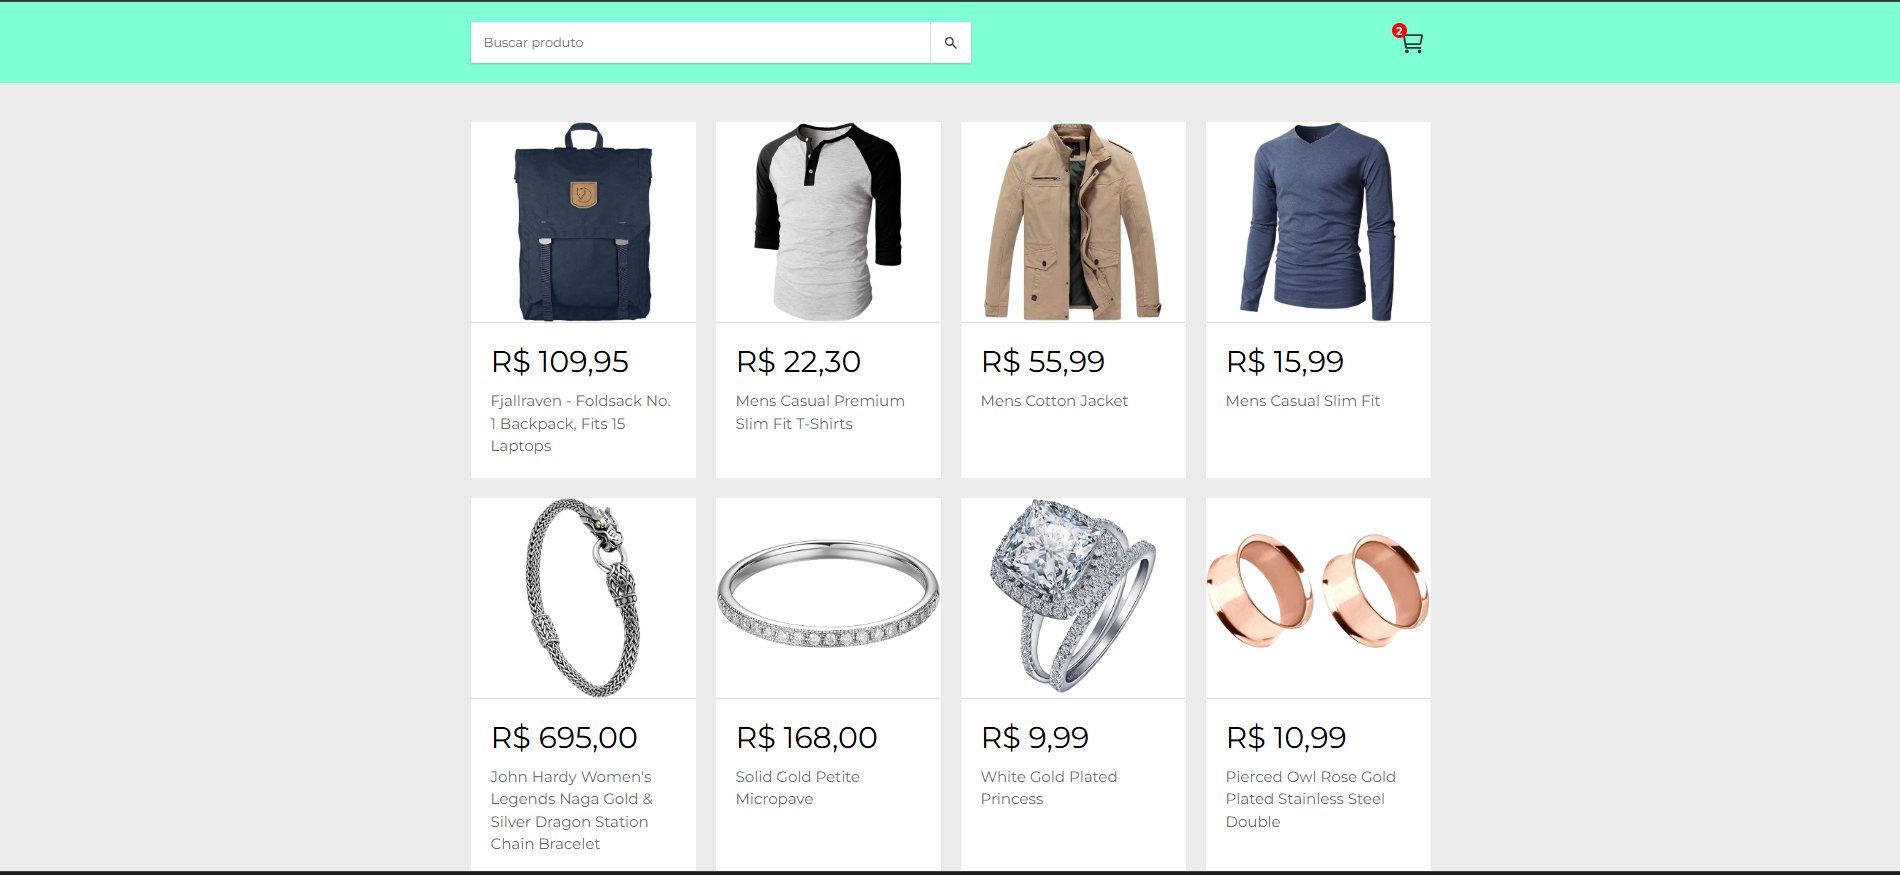 Buscar produto
2
R$ 109,95
Fjallraven - Foldsack No.
1 Backpack, Fits 15
Laptops
R$ 22,30
Mens Casual Premium
Slim Fit T-Shirts
R$ 55,99
Mens Cotton Jacket
R$ 15,99
Mens Casual Slim Fit
R$ 695,00
John Hardy Women's
Legends Naga Gold &
Silver Dragon Station
Chain Bracelet
R$ 168,00
Solid Gold Petite
Micropave
R$ 9,99
White Gold Plated
Princess
R$ 10,99
Pierced Owl Rose Gold
Plated Stainless Steel
Double